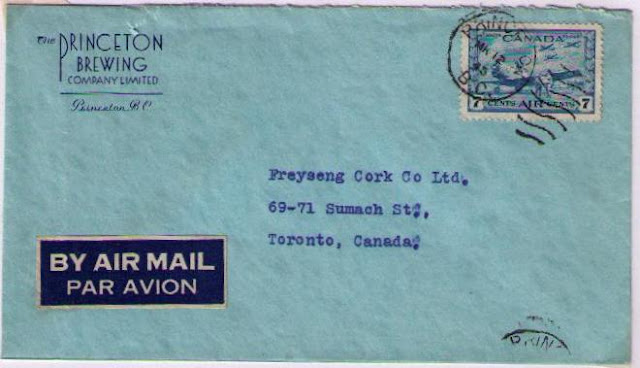 The PRINCETON
BREWING
COMPANY LIMITED
Princeton, B.C.
CANADA
7 CENTS AIR CENTS 7
B.C.
Freyseng Cork Co Ltd.
69-71 Sumach St.,
Toronto, Canada.
BY AIR MAIL
PAR AVION
PRINC